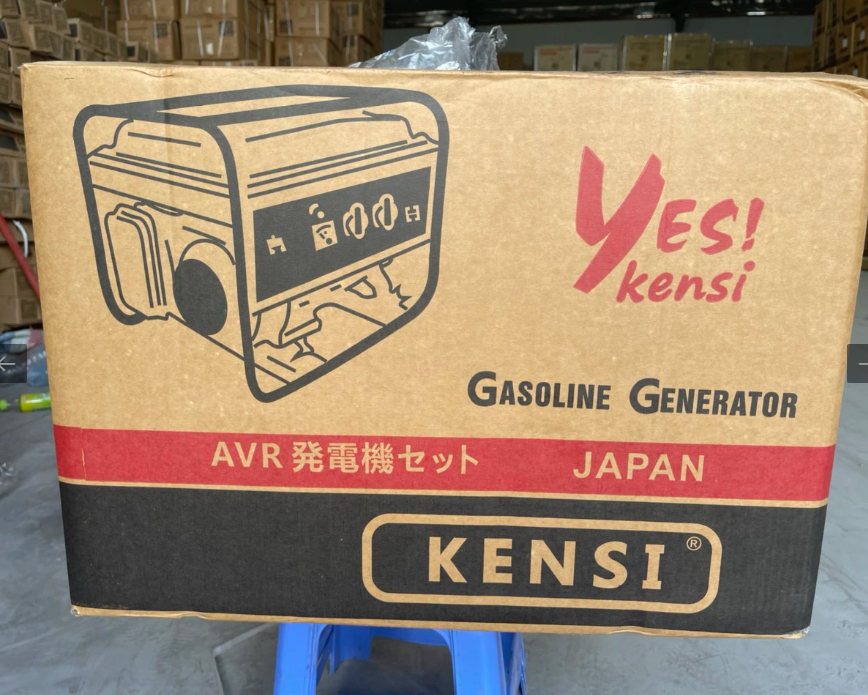 YES!
kensi
GASOLINE GENERATOR
AVR 発電機セット JAPAN
KENSI®